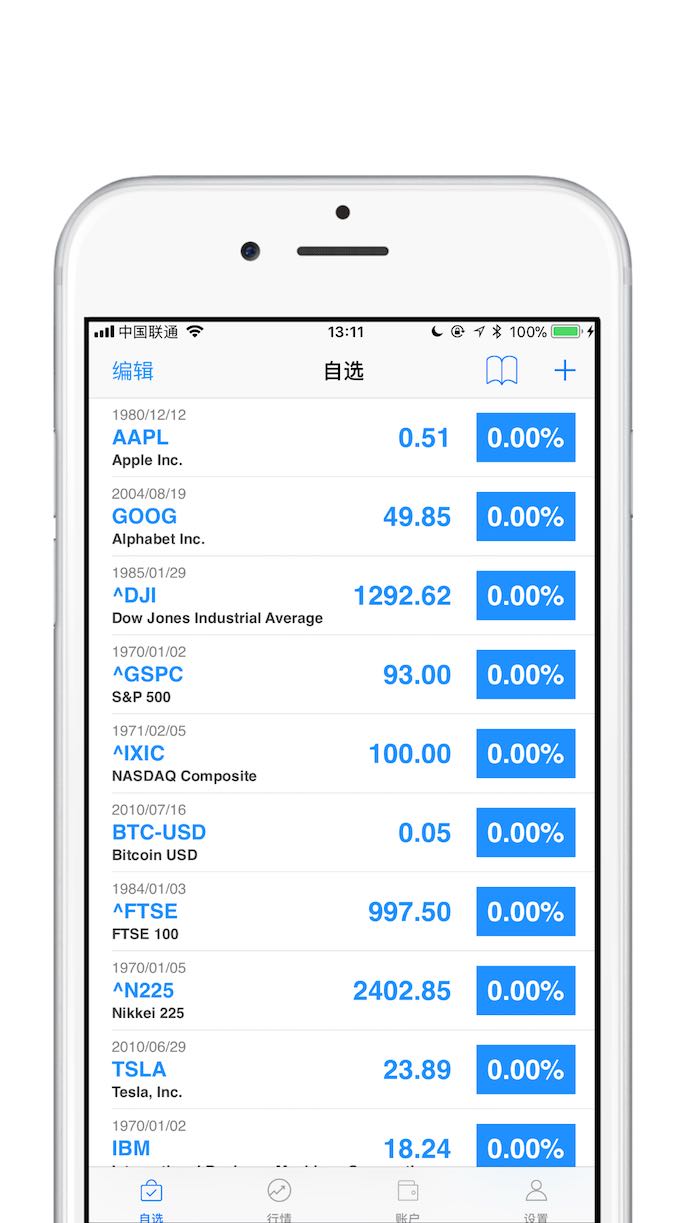 中国联通 13:11 100%
编辑 自选
1980/12/12
AAPL 0.51 0.00%
Apple Inc.
2004/08/19
GOOG 49.85 0.00%
Alphabet Inc.
1985/01/29
^DJI 1292.62 0.00%
Dow Jones Industrial Average
1970/01/02
^GSPC 93.00 0.00%
S&P 500
1971/02/05
^IXIC 100.00 0.00%
NASDAQ Composite
2010/07/16
BTC-USD 0.05 0.00%
Bitcoin USD
1984/01/03
^FTSE 997.50 0.00%
FTSE 100
1970/01/05
^N225 2402.85 0.00%
Nikkei 225
2010/06/29
TSLA 23.89 0.00%
Tesla, Inc.
1970/01/02
IBM 18.24 0.00%
自选 行情 账户 设置